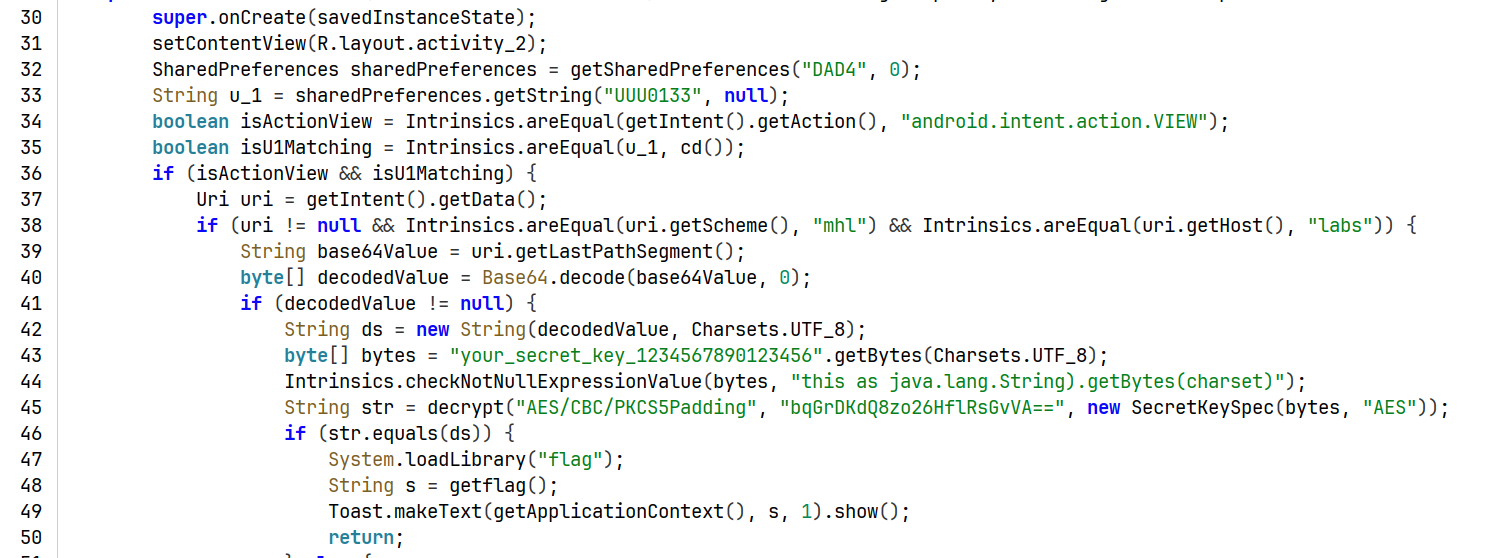 30 super.onCreate(savedInstanceState);
31 setContentView(R.layout.activity_2);
32 SharedPreferences sharedPreferences = getSharedPreferences("DAD4", 0);
33 String u_1 = sharedPreferences.getString("UUU0133", null);
34 boolean isActionView = Intrinsics.areEqual(getIntent().getAction(), "android.intent.action.VIEW");
35 boolean isU1Matching = Intrinsics.areEqual(u_1, cd());
36 if (isActionView && isU1Matching) {
37 Uri uri = getIntent().getData();
38 if (uri != null && Intrinsics.areEqual(uri.getScheme(), "mhl") && Intrinsics.areEqual(uri.getHost(), "labs")) {
39 String base64Value = uri.getLastPathSegment();
40 byte[] decodedValue = Base64.decode(base64Value, 0);
41 if (decodedValue != null) {
42 String ds = new String(decodedValue, Charsets.UTF_8);
43 byte[] bytes = "your_secret_key_1234567890123456".getBytes(Charsets.UTF_8);
44 Intrinsics.checkNotNullExpressionValue(bytes, "this as java.lang.String).getBytes(charset)");
45 String str = decrypt("AES/CBC/PKCS5Padding", "bqGrDKdQ8zo26HflRsGvVA==", new SecretKeySpec(bytes, "AES"));
46 if (str.equals(ds)) {
47 System.loadLibrary("flag");
48 String s = getflag();
49 Toast.makeText(getApplicationContext(), s, 1).show();
50 return;